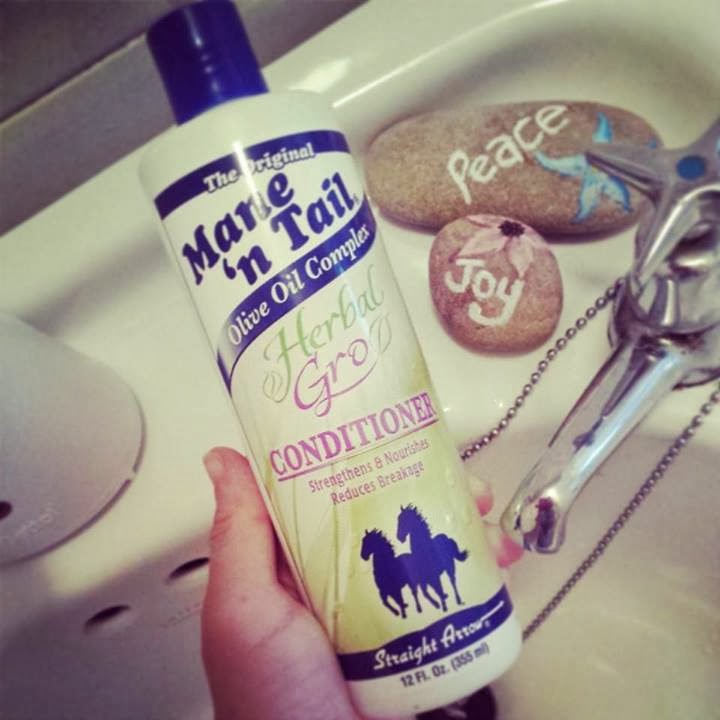 The Original
Mane
'n Tail®
Olive Oil Complex
Herbal
Gro
CONDITIONER
Strengthens & Nourishes
Reduces Breakage
Straight Arrow®
12 Fl. Oz. (355 ml)
Peace
Joy